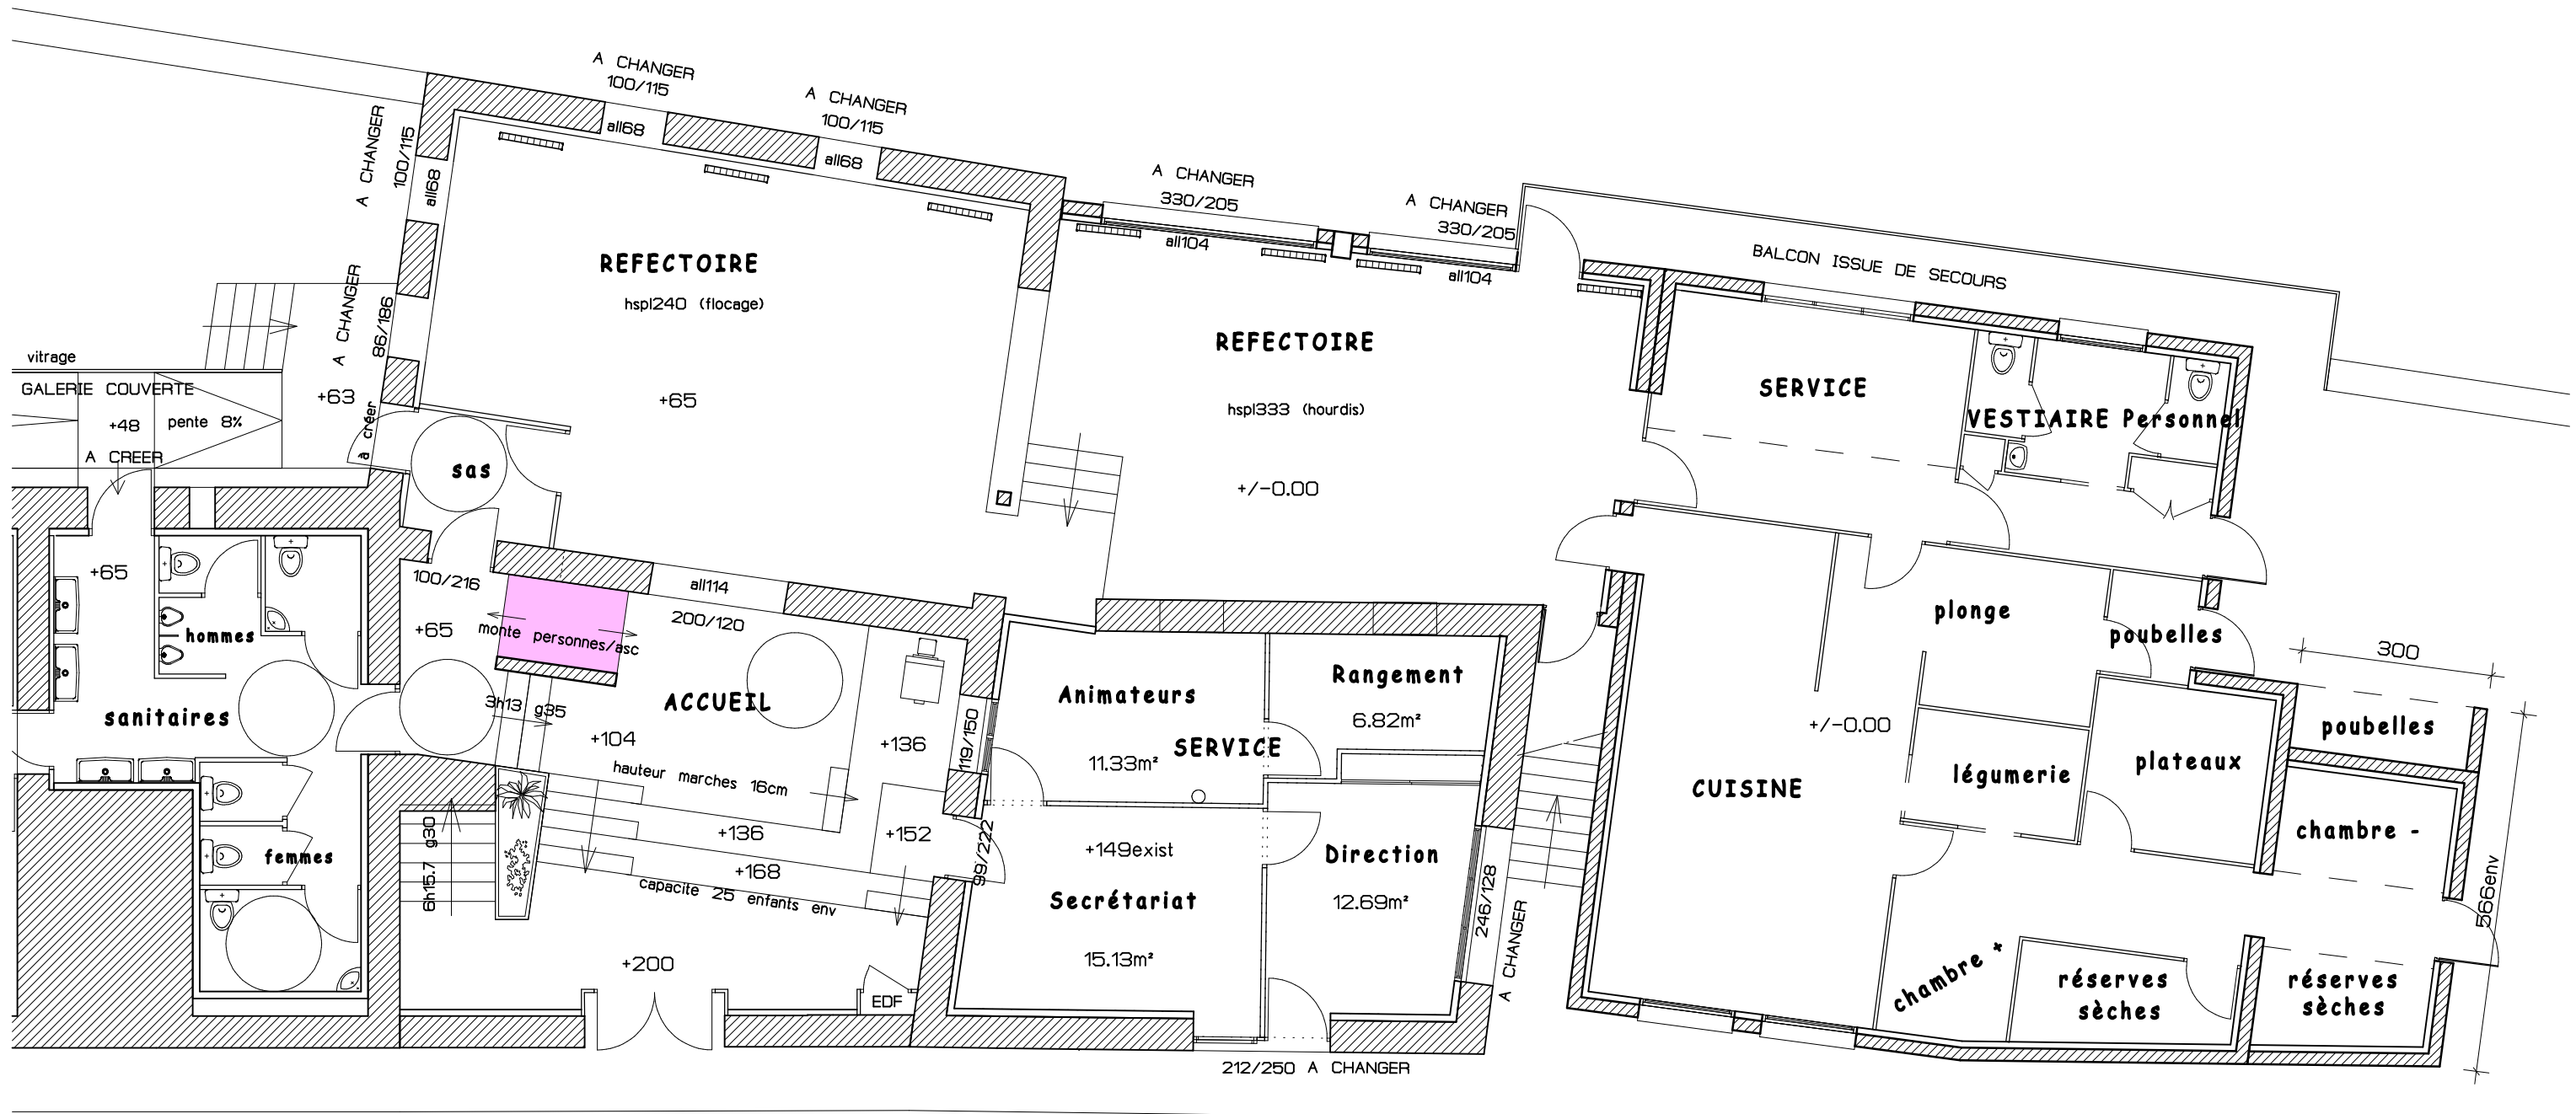 A CHANGER
100/115
A CHANGER
100/115
A CHANGER
330/205
A CHANGER
330/205
A CHANGER
100/115
all68
all68
all68
all104
all104
BALCON ISSUE DE SECOURS
REFECTOIRE
hspl240 (flocage)
+65
REFECTOIRE
hspl333 (hourdis)
+/-0.00
A CHANGER
86/186
SERVICE
VESTIAIRE Personnel
vitrage
GALERIE COUVERTE
+48
pente 8%
A CREER
+63
à créer
sas
+65
100/216
all114
200/120
+65
monte personnes/asc
hommes
sanitaires
femmes
3h13 g35
ACCUEIL
+104
hauteur marches 16cm
+136
+136
+152
+168
capacite 25 enfants env
6h15.7 g30
+200
EDF
119/150
99/222
Animateurs
11.33m²
SERVICE
Rangement
6.82m²
+149exist
Secrétariat
15.13m²
Direction
12.69m²
246/128
A CHANGER
212/250 A CHANGER
plonge
poubelles
300
poubelles
+/-0.00
CUISINE
légumerie
plateaux
chambre -
566env
chambre +
réserves
sèches
réserves
sèches